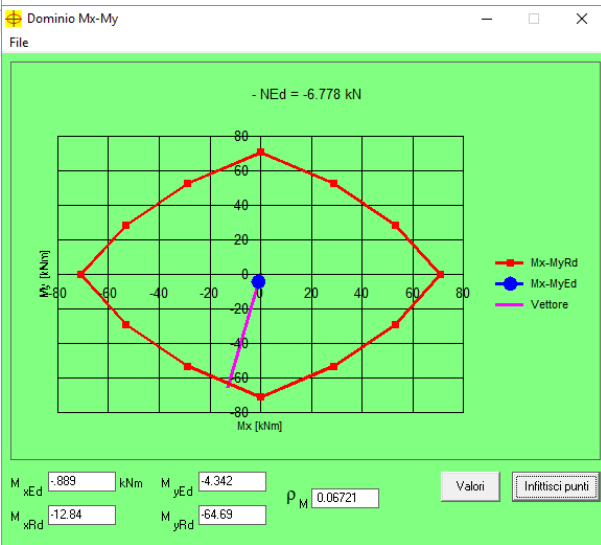 Dominio Mx-My
File
- NEd = -6.778 kN
80
60
40
20
0
-20
-40
-60
-80
-80 -60 -40 -20 0 20 40 60 80
My [kNm]
Mx [kNm]
Mx-MyRd
Mx-MyEd
Vettore
M xEd -.889 kNm M yEd -4.342
M xRd -12.84 M yRd -64.69
ρ M 0.06721
Valori
Infittisci punti